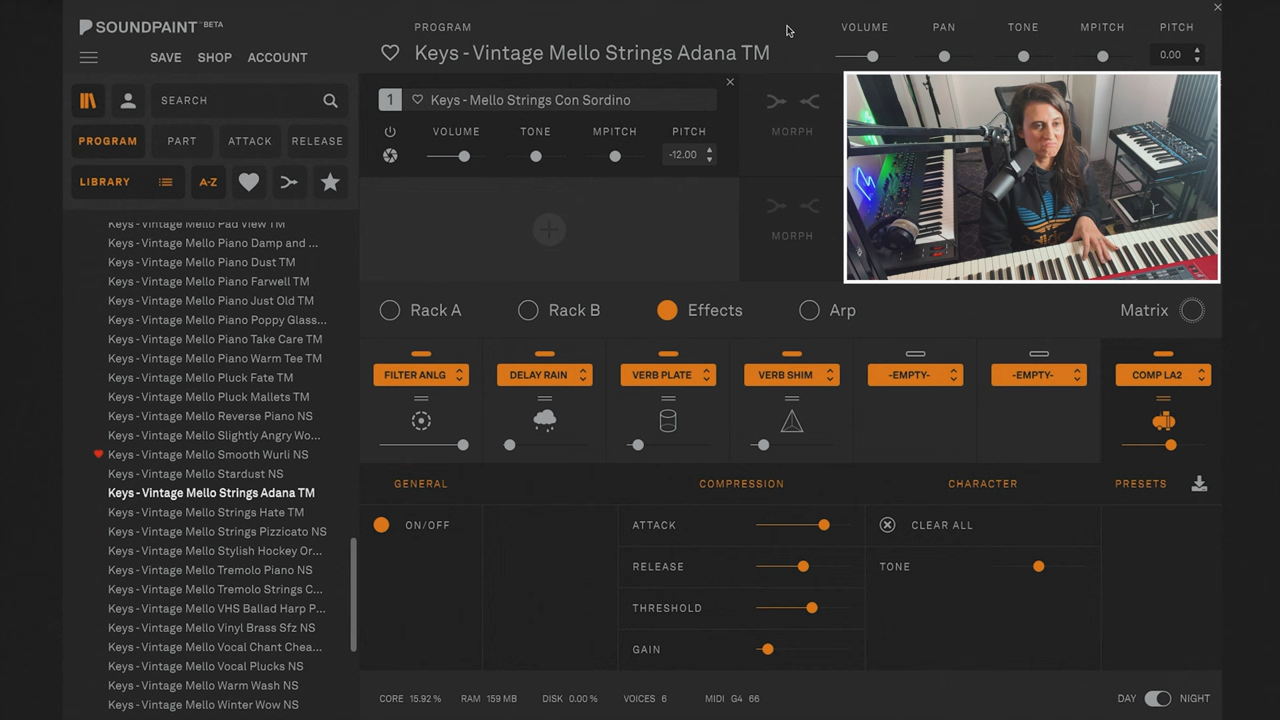 SOUNDPAINT BETA
SAVE SHOP ACCOUNT
PROGRAM
Keys - Vintage Mello Strings Adana TM
VOLUME PAN TONE MPITCH PITCH
0.00
SEARCH
PROGRAM PART ATTACK RELEASE
LIBRARY A-Z
1 Keys - Mello Strings Con Sordino
VOLUME TONE MPITCH PITCH
-12.00
MORPH
MORPH
Keys - Vintage Mello Pad View TM
Keys - Vintage Mello Piano Damp and ...
Keys - Vintage Mello Piano Dust TM
Keys - Vintage Mello Piano Farwell TM
Keys - Vintage Mello Piano Just Old TM
Keys - Vintage Mello Piano Poppy Glass...
Keys - Vintage Mello Piano Take Care TM
Keys - Vintage Mello Piano Warm Tee TM
Keys - Vintage Mello Pluck Fate TM
Keys - Vintage Mello Pluck Mallets TM
Keys - Vintage Mello Reverse Piano NS
Keys - Vintage Mello Slightly Angry Wo...
Keys - Vintage Mello Smooth Wurli NS
Keys - Vintage Mello Stardust NS
Keys - Vintage Mello Strings Adana TM
Keys - Vintage Mello Strings Hate TM
Keys - Vintage Mello Strings Pizzicato NS
Keys - Vintage Mello Stylish Hockey Or...
Keys - Vintage Mello Tremolo Piano NS
Keys - Vintage Mello Tremolo Strings C...
Keys - Vintage Mello VHS Ballad Harp P...
Keys - Vintage Mello Vinyl Brass Sfz NS
Keys - Vintage Mello Vocal Chant Chea...
Keys - Vintage Mello Vocal Plucks NS
Keys - Vintage Mello Warm Wash NS
Keys - Vintage Mello Winter Wow NS
Rack A Rack B Effects Arp Matrix
FILTER ANLG DELAY RAIN VERB PLATE VERB SHIM -EMPTY- -EMPTY- COMP LA2
GENERAL COMPRESSION CHARACTER PRESETS
ON/OFF ATTACK CLEAR ALL
RELEASE TONE
THRESHOLD
GAIN
CORE 15.92 % RAM 159 MB DISK 0.00 % VOICES 6 MIDI G4 66 DAY NIGHT